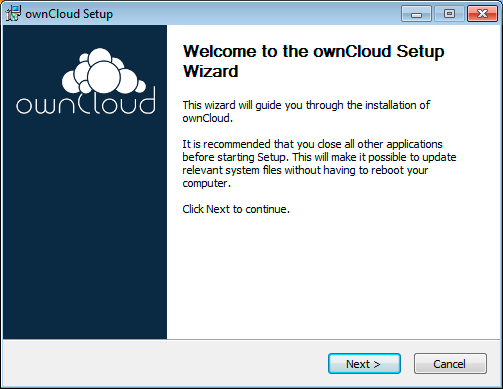 ownCloud Setup
ownCloud
Welcome to the ownCloud Setup
Wizard
This wizard will guide you through the installation of
ownCloud.
It is recommended that you close all other applications
before starting Setup. This will make it possible to update
relevant system files without having to reboot your
computer.
Click Next to continue.
Next >
Cancel